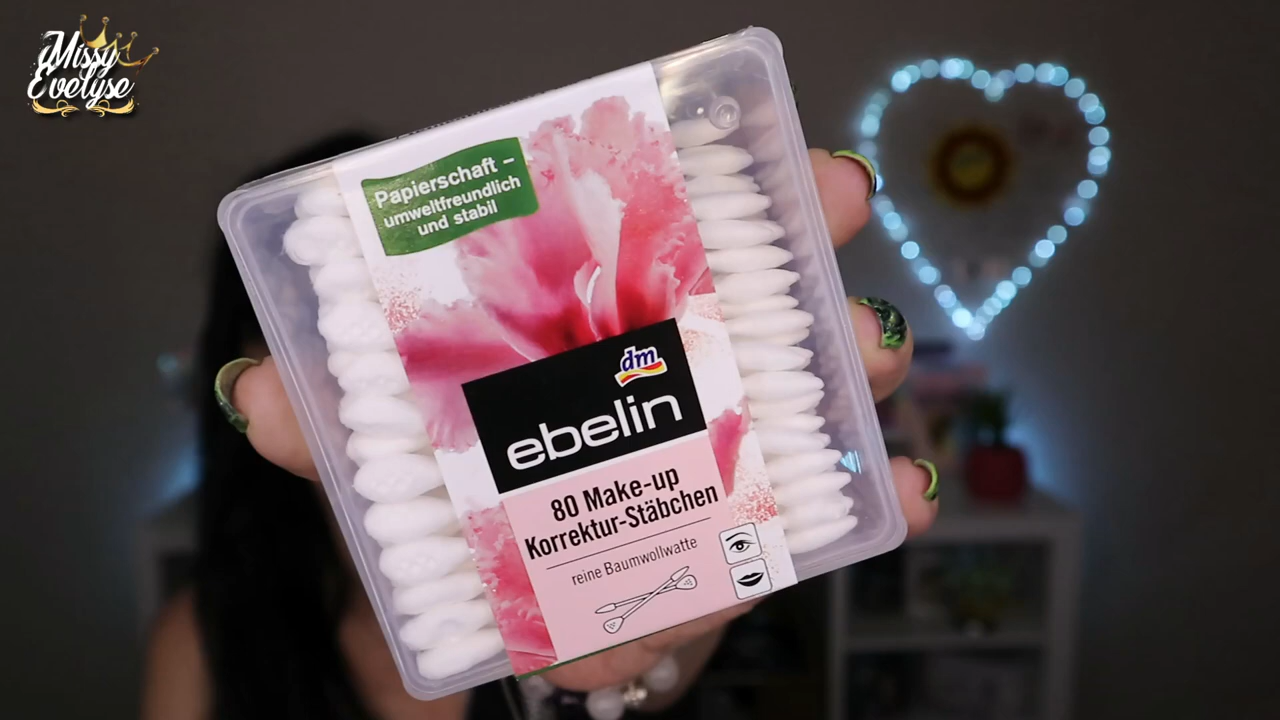 Missy
Evelyse
Papierschaft –
umweltfreundlich
und stabil
dm
ebelin
80 Make-up
Korrektur-Stäbchen
reine Baumwollwatte